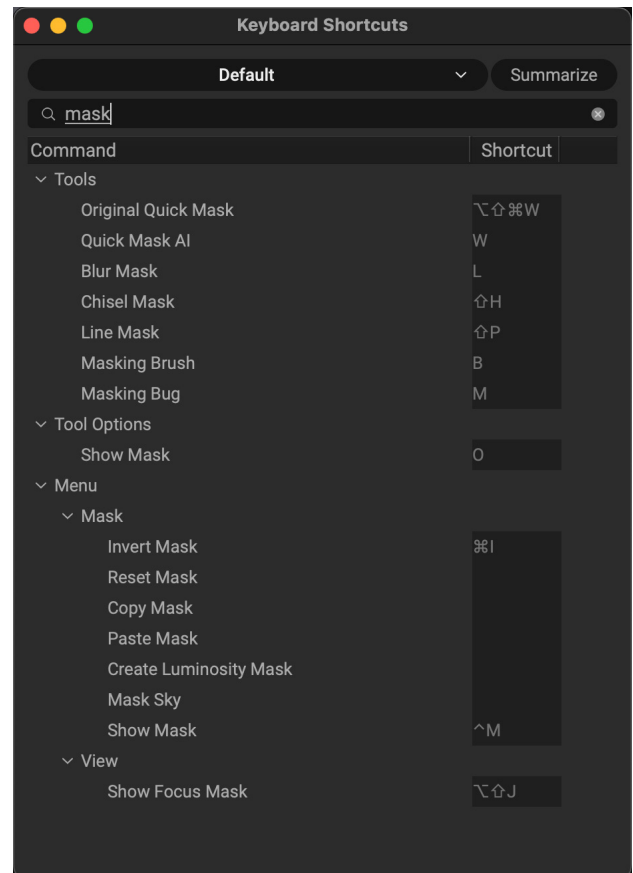 Keyboard Shortcuts
Default Summarize
mask
Command Shortcut
Tools
Original Quick Mask ⌥⇧⌘W
Quick Mask AI W
Blur Mask L
Chisel Mask ⇧H
Line Mask ⇧P
Masking Brush B
Masking Bug M
Tool Options
Show Mask O
Menu
Mask
Invert Mask ⌘I
Reset Mask
Copy Mask
Paste Mask
Create Luminosity Mask
Mask Sky
Show Mask ^M
View
Show Focus Mask ⌥⇧J